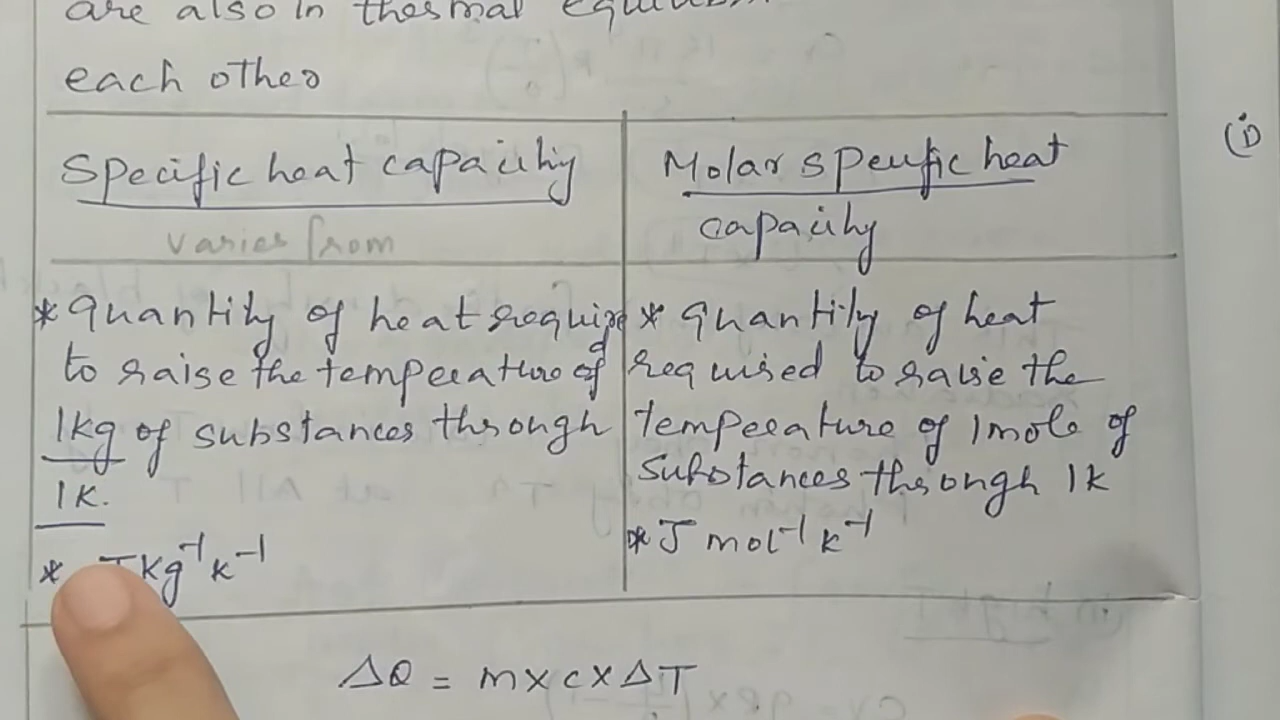 are also in thermal
each other
Specific heat capacity
varies from
Molar specific heat
capacity
* Quantity of heat required
to raise the temperature of
1kg of substances through
1K.
* J kg⁻¹ K⁻¹
* Quantity of heat
required to raise the
temperature of 1mole of
substances through 1K
* J mol⁻¹ K⁻¹
ΔQ = m x c x ΔT
(i)